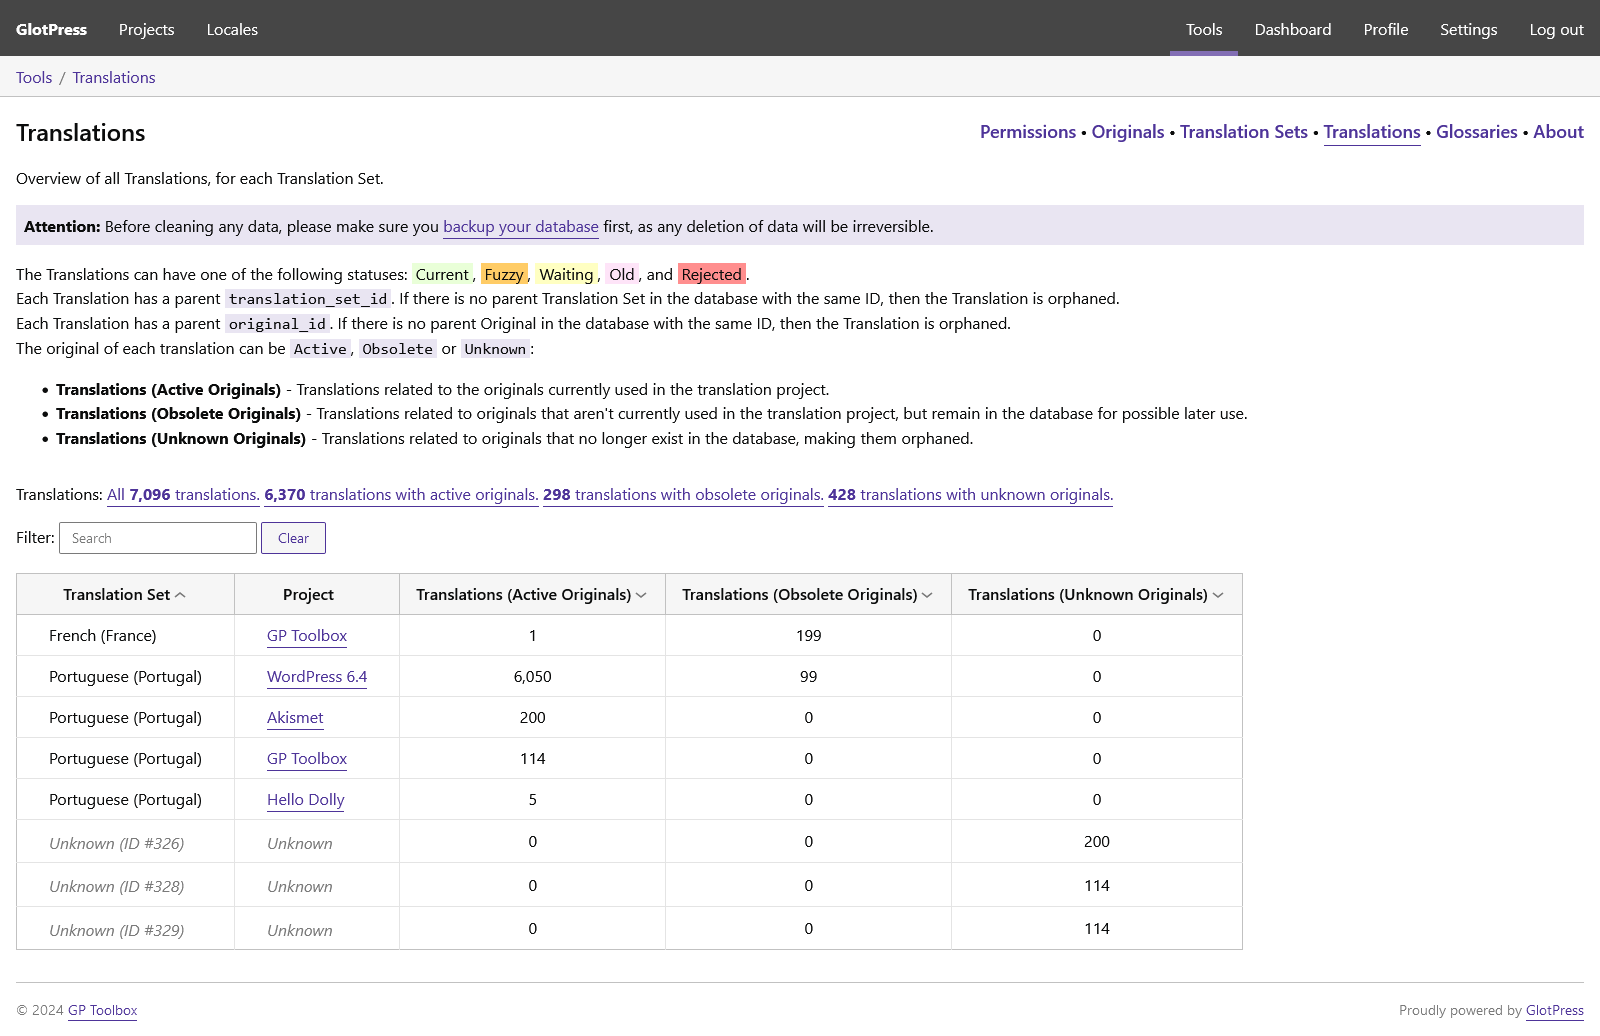 GlotPress Projects Locales Tools Dashboard Profile Settings Log out
Tools / Translations
Translations
Permissions • Originals • Translation Sets • Translations • Glossaries • About
Overview of all Translations, for each Translation Set.
Attention: Before cleaning any data, please make sure you backup your database first, as any deletion of data will be irreversible.
The Translations can have one of the following statuses: Current, Fuzzy, Waiting, Old, and Rejected.
Each Translation has a parent translation_set_id. If there is no parent Translation Set in the database with the same ID, then the Translation is orphaned.
Each Translation has a parent original_id. If there is no parent Original in the database with the same ID, then the Translation is orphaned.
The original of each translation can be Active, Obsolete or Unknown:
• Translations (Active Originals) - Translations related to the originals currently used in the translation project.
• Translations (Obsolete Originals) - Translations related to originals that aren't currently used in the translation project, but remain in the database for possible later use.
• Translations (Unknown Originals) - Translations related to originals that no longer exist in the database, making them orphaned.
Translations: All 7,096 translations. 6,370 translations with active originals. 298 translations with obsolete originals. 428 translations with unknown originals.
Filter: Search Clear
Translation Set Project Translations (Active Originals) Translations (Obsolete Originals) Translations (Unknown Originals)
French (France) GP Toolbox 1 199 0
Portuguese (Portugal) WordPress 6.4 6,050 99 0
Portuguese (Portugal) Akismet 200 0 0
Portuguese (Portugal) GP Toolbox 114 0 0
Portuguese (Portugal) Hello Dolly 5 0 0
Unknown (ID #326) Unknown 0 0 200
Unknown (ID #328) Unknown 0 0 114
Unknown (ID #329) Unknown 0 0 114
© 2024 GP Toolbox Proudly powered by GlotPress